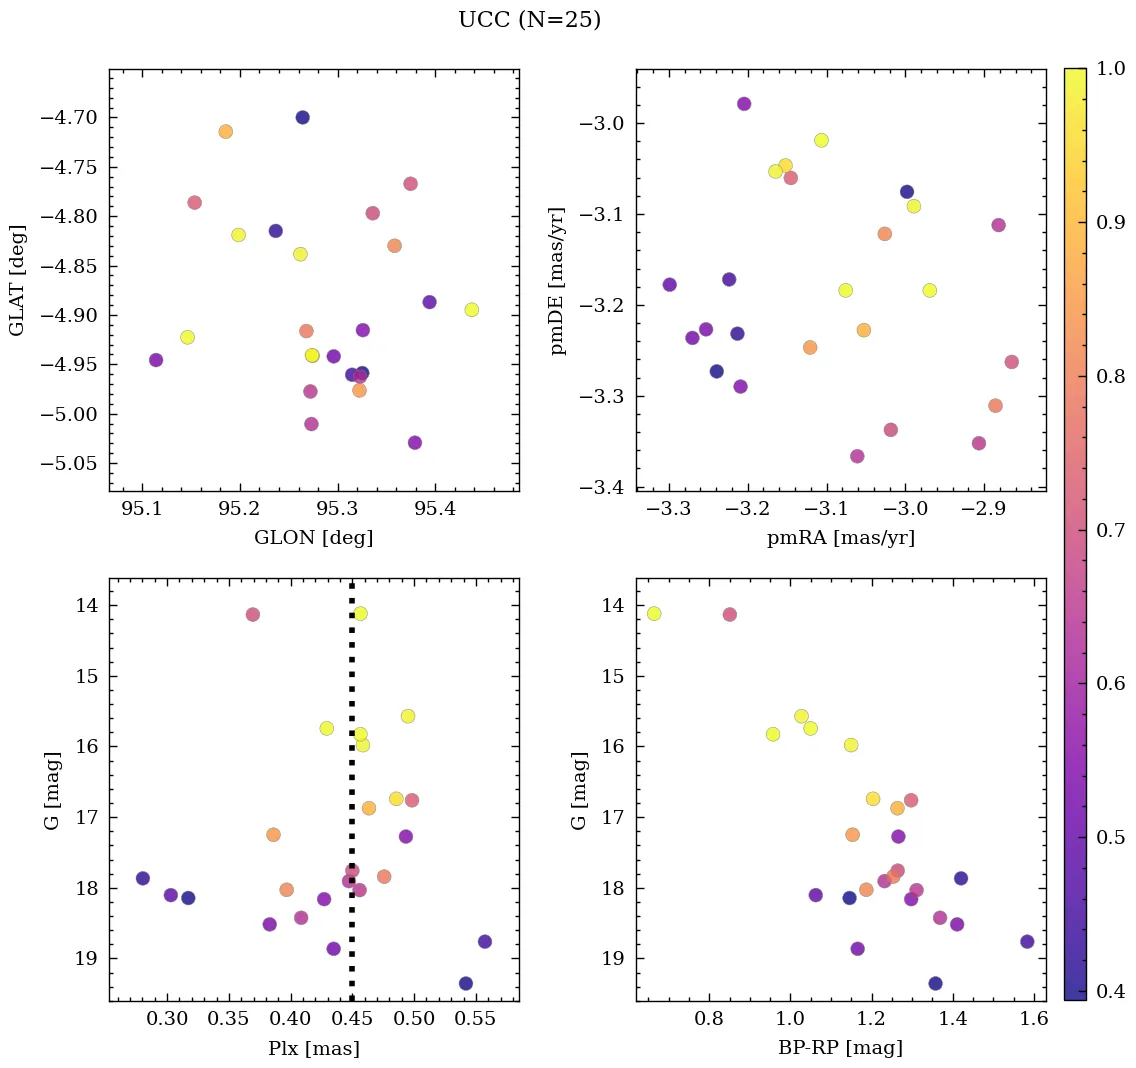 UCC (N=25)
−4.70
−4.75
−4.80
−4.85
−4.90
−4.95
−5.00
−5.05
GLAT [deg]
95.1 95.2 95.3 95.4
GLON [deg]
−3.0
−3.1
−3.2
−3.3
−3.4
pmDE [mas/yr]
−3.3 −3.2 −3.1 −3.0 −2.9
pmRA [mas/yr]
14
15
16
17
18
19
G [mag]
0.30 0.35 0.40 0.45 0.50 0.55
Plx [mas]
14
15
16
17
18
19
G [mag]
0.8 1.0 1.2 1.4 1.6
BP-RP [mag]
1.0
0.9
0.8
0.7
0.6
0.5
0.4